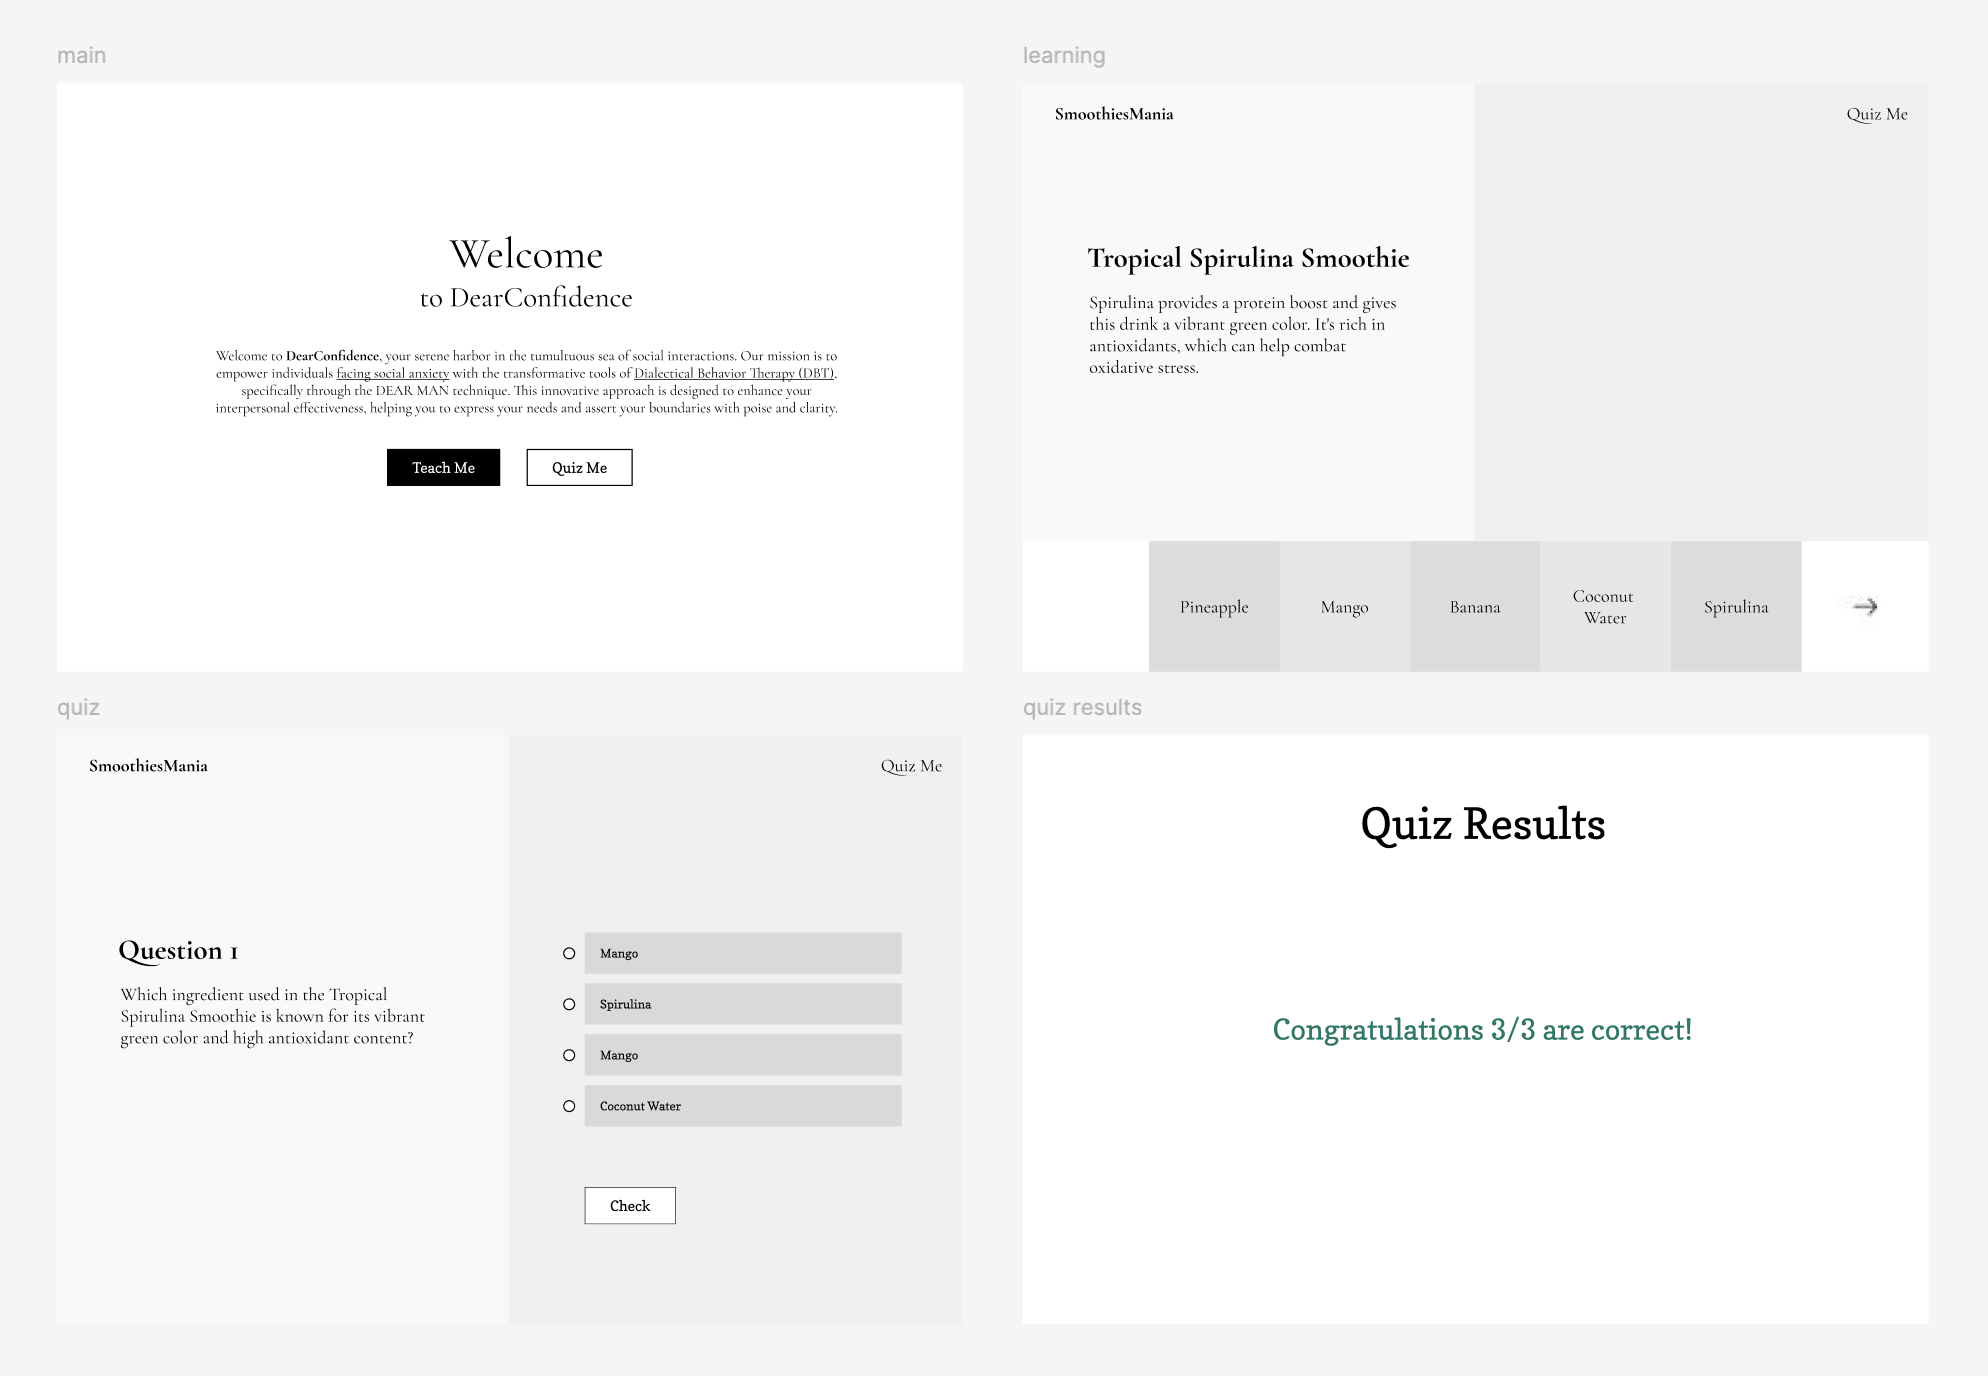 main
Welcome
to DearConfidence
Welcome to DearConfidence, your serene harbor in the tumultuous sea of social interactions. Our mission is to
empower individuals facing social anxiety with the transformative tools of Dialectical Behavior Therapy (DBT),
specifically through the DEAR MAN technique. This innovative approach is designed to enhance your
interpersonal effectiveness, helping you to express your needs and assert your boundaries with poise and clarity.
Teach Me
Quiz Me
learning
SmoothiesMania
Quiz Me
Tropical Spirulina Smoothie
Spirulina provides a protein boost and gives
this drink a vibrant green color. It's rich in
antioxidants, which can help combat
oxidative stress.
Pineapple
Mango
Banana
Coconut
Water
Spirulina
quiz
SmoothiesMania
Quiz Me
Question 1
Which ingredient used in the Tropical
Spirulina Smoothie is known for its vibrant
green color and high antioxidant content?
Mango
Spirulina
Mango
Coconut Water
Check
quiz results
Quiz Results
Congratulations 3/3 are correct!